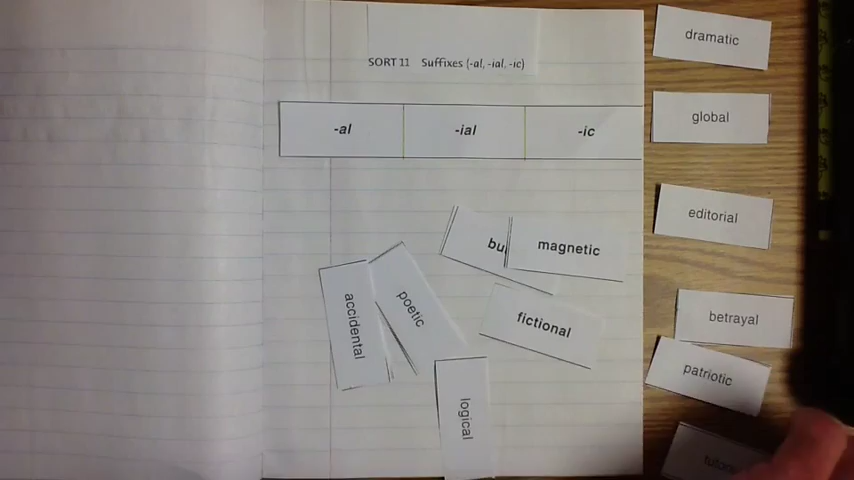 SORT 11 Suffixes (-al, -ial, -ic)
-al
-ial
-ic
dramatic
global
editorial
betrayal
patriotic
magnetic
fictional
poetic
accidental
logical